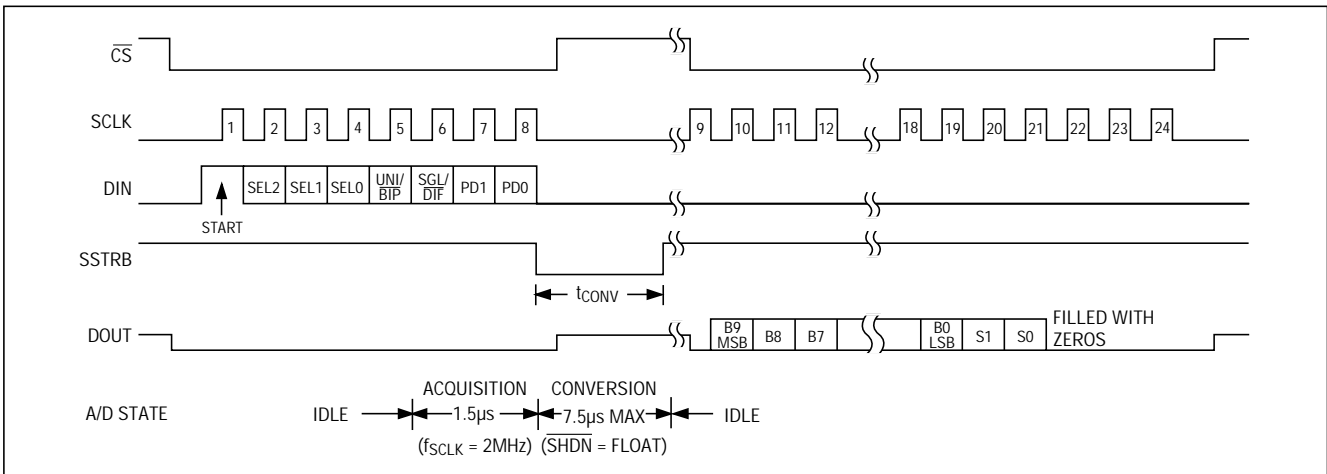 CS
SCLK 1 2 3 4 5 6 7 8 9 10 11 12 18 19 20 21 22 23 24
DIN SEL2 SEL1 SEL0 UNI/ BIP SGL/ DIF PD1 PD0
START
SSTRB
tCONV
DOUT B9 MSB B8 B7 B0 LSB S1 S0 FILLED WITH ZEROS
ACQUISITION CONVERSION
A/D STATE IDLE 1.5µs 7.5µs MAX IDLE
(fSCLK = 2MHz) (SHDN = FLOAT)